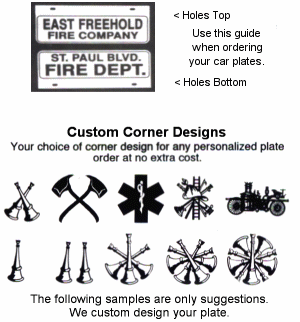 EAST FREEHOLD
FIRE COMPANY
ST. PAUL BLVD.
FIRE DEPT.
< Holes Top
Use this guide
when ordering
your car plates.
< Holes Bottom
Custom Corner Designs
Your choice of corner design for any personalized plate
order at no extra cost.
The following samples are only suggestions.
We custom design your plate.